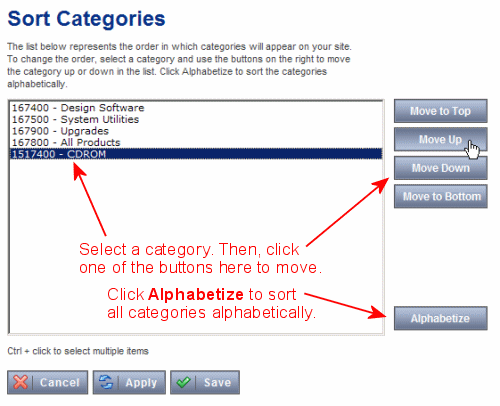 Sort Categories
The list below represents the order in which categories will appear on your site.
To change the order, select a category and use the buttons on the right to move
the category up or down in the list. Click Alphabetize to sort the categories
alphabetically.
167400 - Design Software
167500 - System Utilities
167900 - Upgrades
167800 - All Products
1517400 - CDROM
Move to Top
Move Up
Move Down
Move to Bottom
Select a category. Then, click
one of the buttons here to move.
Click Alphabetize to sort
all categories alphabetically.
Alphabetize
Ctrl + click to select multiple items
Cancel
Apply
Save